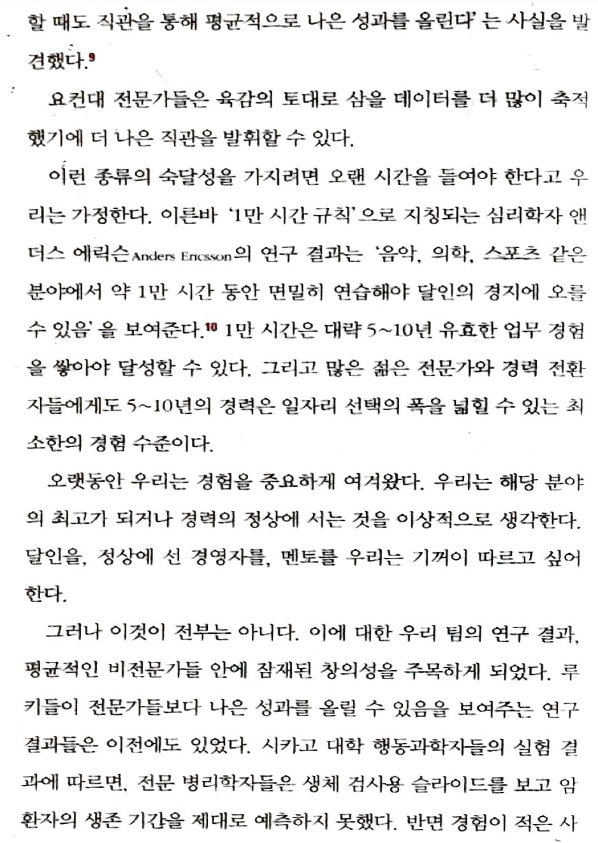 할 때도 직관을 통해 평균적으로 나은 성과를 올린다’는 사실을 발
견했다.9
요컨대 전문가들은 육감의 토대로 삼을 데이터를 더 많이 축적
했기에 더 나은 직관을 발휘할 수 있다.
이런 종류의 숙달성을 가지려면 오랜 시간을 들여야 한다고 우
리는 가정한다. 이른바 ‘1만 시간 규칙’으로 지칭되는 심리학자 앤
더스 에릭슨Anders Ericsson의 연구 결과는 ‘음악, 의학, 스포츠 같은
분야에서 약 1만 시간 동안 면밀히 연습해야 달인의 경지에 오를
수 있음’을 보여준다.10 1만 시간은 대략 5~10년 유효한 업무 경험
을 쌓아야 달성할 수 있다. 그리고 많은 젊은 전문가와 경력 전환
자들에게도 5~10년의 경력은 일자리 선택의 폭을 넓힐 수 있는 최
소한의 경험 수준이다.
오랫동안 우리는 경험을 중요하게 여겨왔다. 우리는 해당 분야
의 최고가 되거나 경력의 정상에 서는 것을 이상적으로 생각한다.
달인을, 정상에 선 경영자를, 멘토를 우리는 기꺼이 따르고 싶어
한다.
그러나 이것이 전부는 아니다. 이에 대한 우리 팀의 연구 결과,
평균적인 비전문가들 안에 잠재된 창의성을 주목하게 되었다. 루
키들이 전문가들보다 나은 성과를 올릴 수 있음을 보여주는 연구
결과들은 이전에도 있었다. 시카고 대학 행동과학자들의 실험 결
과에 따르면, 전문 병리학자들은 생체 검사용 슬라이드를 보고 암
환자의 생존 기간을 제대로 예측하지 못했다. 반면 경험이 적은 사